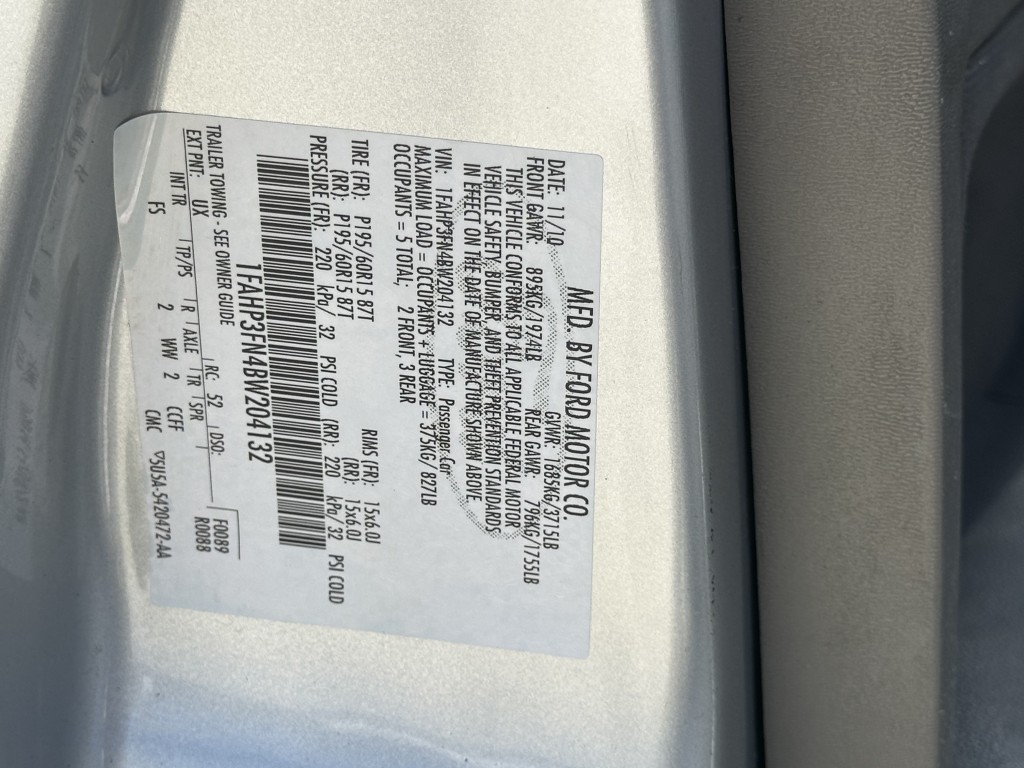 MFD. BY FORD MOTOR CO.
DATE: 11/10 GVWR: 1685KG/3715LB
FRONT GAWR: 895KG/1974LB REAR GAWR: 796KG/1755LB
THIS VEHICLE CONFORMS TO ALL APPLICABLE FEDERAL MOTOR
VEHICLE SAFETY, BUMPER, AND THEFT PREVENTION STANDARDS
IN EFFECT ON THE DATE OF MANUFACTURE SHOWN ABOVE.
VIN: 1FAHP3FN4BW204132 TYPE: Passenger Car
MAXIMUM LOAD = OCCUPANTS + LUGGAGE = 375KG/827LB
OCCUPANTS = 5 TOTAL; 2 FRONT, 3 REAR
TIRE (FR): P195/60R15 87T RIMS (FR): 15x6.0J
(RR): P195/60R15 87T (RR): 15x6.0J
PRESSURE (FR): 220 kPa/ 32 PSI COLD (RR): 220 kPa/ 32 PSI COLD
1FAHP3FN4BW204132
TRAILER TOWING - SEE OWNER GUIDE
EXT PNT: UX RC: 52 DSO: F0089
R0088
INT TR TP/PS R AXLE TR SPR
FS 2 WW 2 CCFF
CMC 5U5A-5420472-AA